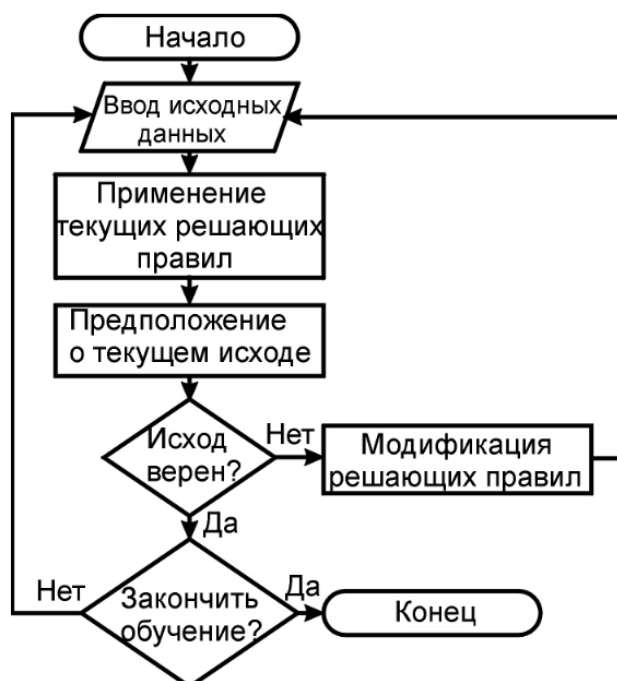 Начало
Ввод исходных
данных
Применение
текущих решающих
правил
Предположение
о текущем исходе
Исход
верен?
Нет
Модификация
решающих правил
Да
Нет
Закончить
обучение?
Да
Конец